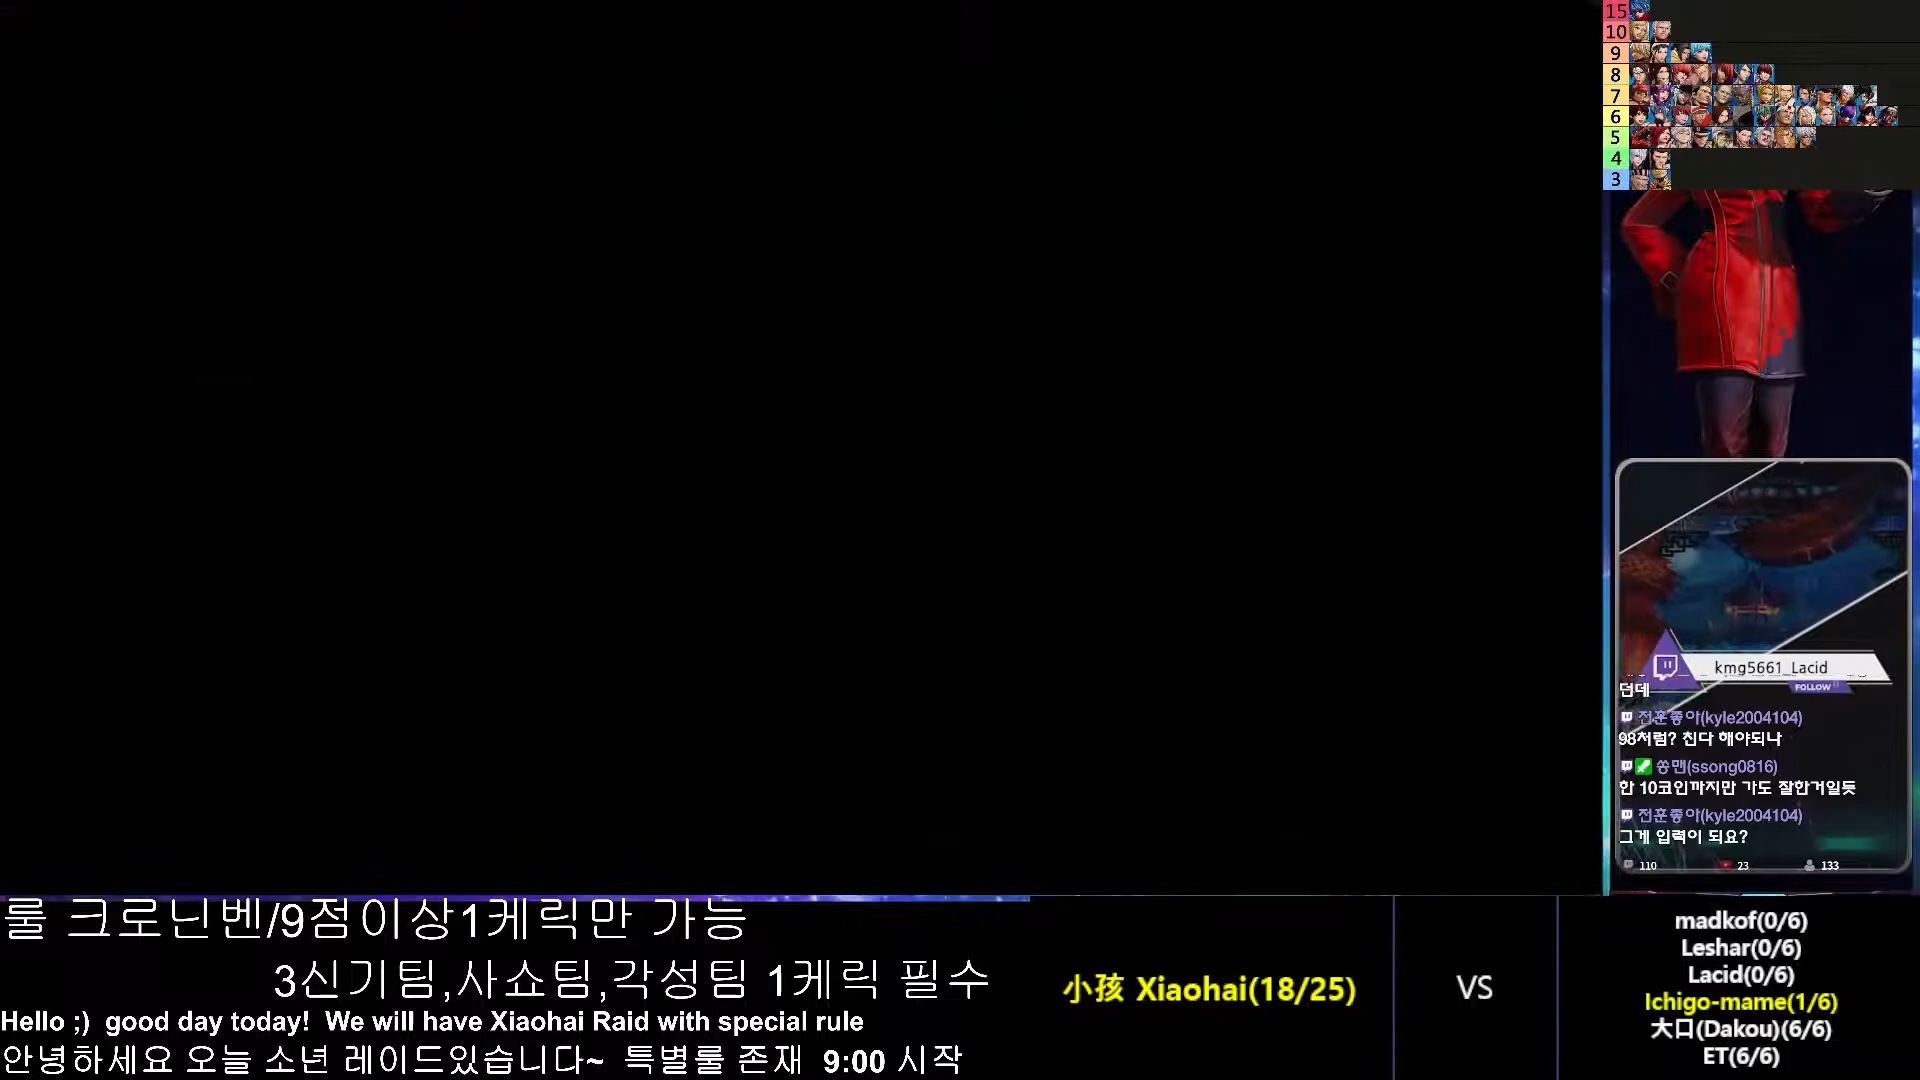 15
10
9
8
7
6
5
4
3
kmg5661_Lacid
FOLLOW
던데
전훈좋아(kyle2004104)
98처럼? 친다 해야되나
쏭맨(ssong0816)
한 10코인까지만 가도 잘한거일듯
전훈좋아(kyle2004104)
그게 입력이 되요?
110 23 133
룰 크로닌벤/9점이상1케릭만 가능
3신기팀,사쇼팀,각성팀 1케릭 필수
Hello ;) good day today! We will have Xiaohai Raid with special rule
안녕하세요 오늘 소년 레이드있습니다~ 특별룰 존재 9:00 시작
小孩 Xiaohai(18/25)
VS
madkof(0/6)
Leshar(0/6)
Lacid(0/6)
Ichigo-mame(1/6)
大口(Dakou)(6/6)
ET(6/6)